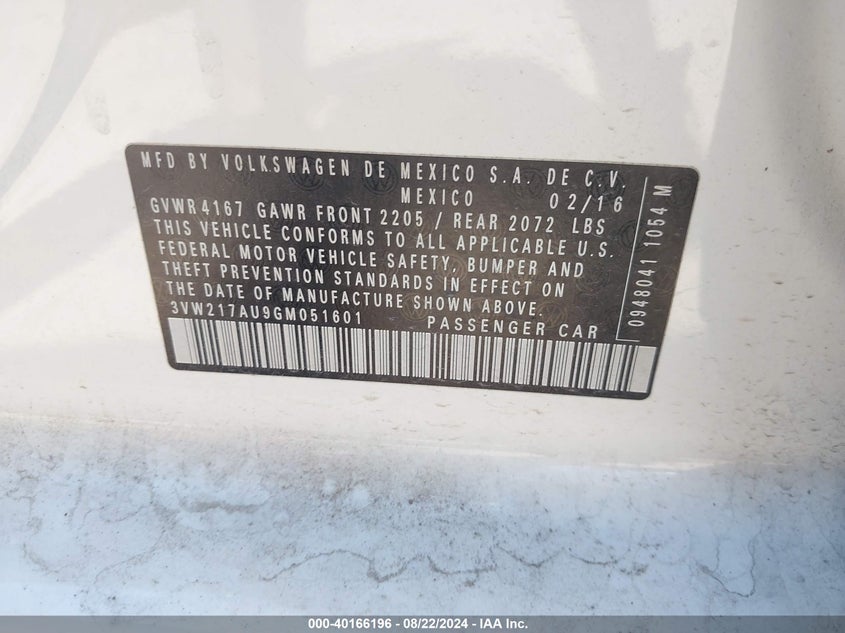 MFD BY VOLKSWAGEN DE MEXICO S.A. DE C.V.
MEXICO 02/16
GVWR 4167 GAWR FRONT 2205 / REAR 2072 LBS
THIS VEHICLE CONFORMS TO ALL APPLICABLE U.S.
FEDERAL MOTOR VEHICLE SAFETY, BUMPER AND
THEFT PREVENTION STANDARDS IN EFFECT ON
THE DATE OF MANUFACTURE SHOWN ABOVE.
3VW217AU9GM051601 PASSENGER CAR
0948041 1054 M
000-40166196 - 08/22/2024 - IAA, Inc.